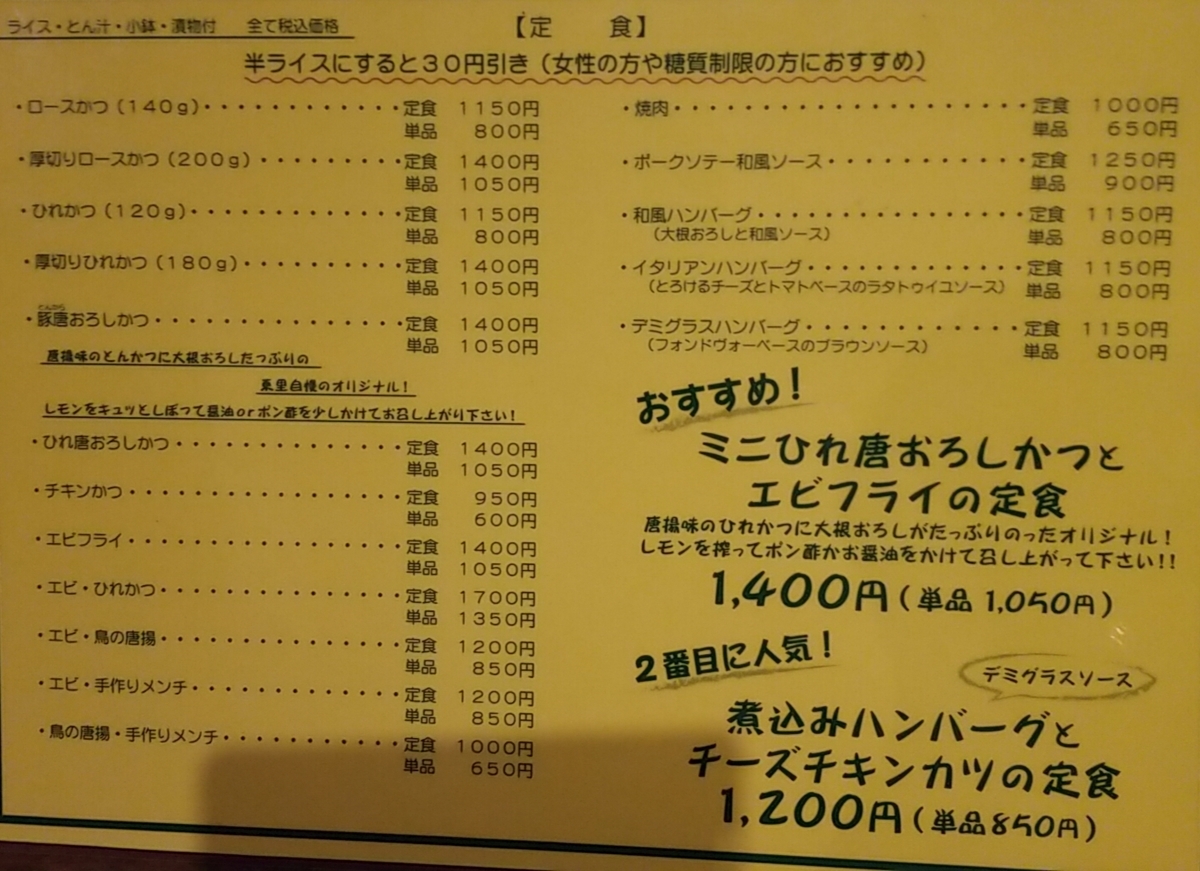 ライス・とん汁・小鉢・漬物付　全て税込価格
【定　食】
半ライスにすると３０円引き（女性の方や糖質制限の方におすすめ）
・ロースかつ（１４０ｇ）・・・・・・・・・・・定食　１１５０円
単品　８００円
・厚切りロースかつ（２００ｇ）・・・・・・・・・定食　１４００円
単品　１０５０円
・ひれかつ（１２０ｇ）・・・・・・・・・・・・定食　１１５０円
単品　８００円
・厚切りひれかつ（１８０ｇ）・・・・・・・・・・定食　１４００円
単品　１０５０円
とんから
・豚唐おろしかつ・・・・・・・・・・・・・・定食　１４００円
単品　１０５０円
唐揚味のとんかつに大根おろしたっぷりの
栗里自慢のオリジナル！
レモンをキュッとしぼって醤油orポン酢を少しかけてお召し上がり下さい！
・ひれ唐おろしかつ・・・・・・・・・・・・・定食　１４００円
単品　１０５０円
・チキンかつ・・・・・・・・・・・・・・・定食　９５０円
単品　６００円
・エビフライ・・・・・・・・・・・・・・・定食　１４００円
単品　１０５０円
・エビ・ひれかつ・・・・・・・・・・・・・定食　１７００円
単品　１３５０円
・エビ・鳥の唐揚・・・・・・・・・・・・・定食　１２００円
単品　８５０円
・エビ・手作りメンチ・・・・・・・・・・・定食　１２００円
単品　８５０円
・鳥の唐揚・手作りメンチ・・・・・・・・・定食　１０００円
単品　６５０円
・焼肉・・・・・・・・・・・・・・・・・・・・定食　１０００円
単品　６５０円
・ポークソテー和風ソース・・・・・・・・・・・定食　１２５０円
単品　９００円
・和風ハンバーグ・・・・・・・・・・・・・・・定食　１１５０円
（大根おろしと和風ソース）　単品　８００円
・イタリアンハンバーグ・・・・・・・・・・・・定食　１１５０円
（とろけるチーズとトマトベースのラタトゥイユソース）　単品　８００円
・デミグラスハンバーグ・・・・・・・・・・・・定食　１１５０円
（フォンドヴォーベースのブラウンソース）　単品　８００円
おすすめ！
ミニひれ唐おろしかつと
エビフライの定食
唐揚味のひれかつに大根おろしがたっぷりのったオリジナル！
レモンを搾ってポン酢かお醤油をかけて召し上がって下さい！！
1,400円（単品 1,050円）
２番目に人気！
デミグラスソース
煮込みハンバーグと
チーズチキンカツの定食
1,200円（単品850円）